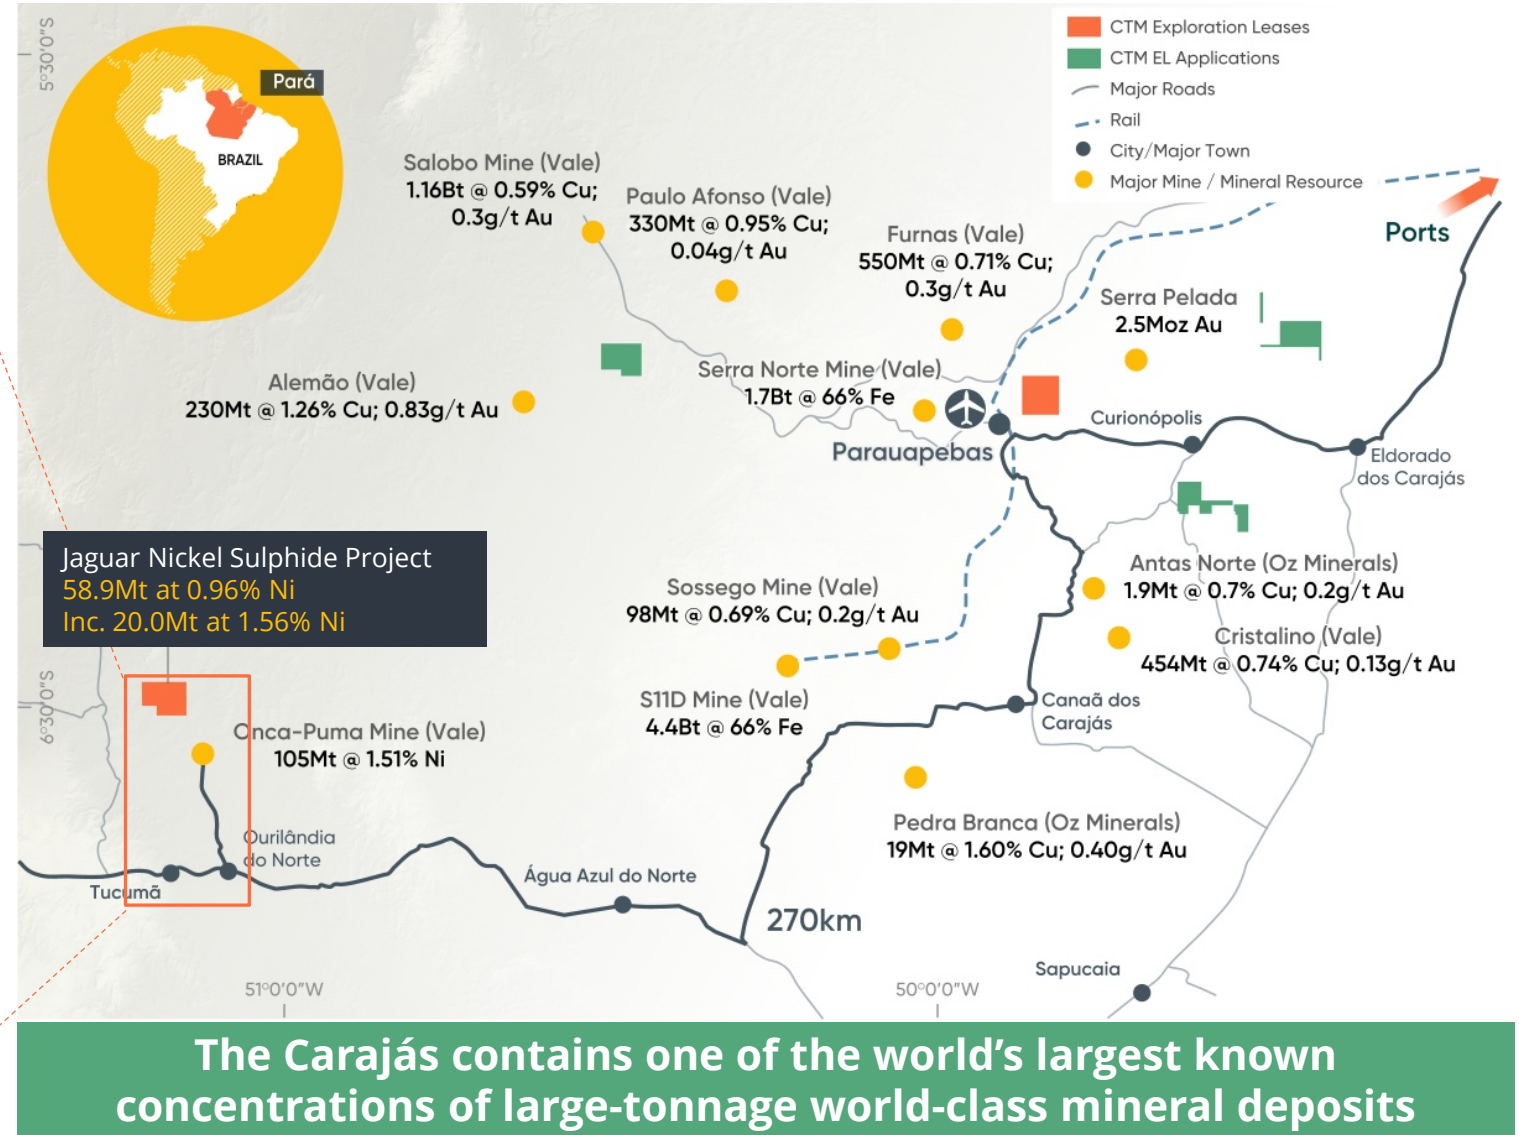 5°30'0"S
Pará
BRAZIL
CTM Exploration Leases
CTM EL Applications
Major Roads
Rail
City/Major Town
Major Mine / Mineral Resource
Ports
Salobo Mine (Vale)
1.16Bt @ 0.59% Cu;
0.3g/t Au
Paulo Afonso (Vale)
330Mt @ 0.95% Cu;
0.04g/t Au
Furnas (Vale)
550Mt @ 0.71% Cu;
0.3g/t Au
Serra Pelada
2.5Moz Au
Alemão (Vale)
230Mt @ 1.26% Cu; 0.83g/t Au
Serra Norte Mine (Vale)
1.7Bt @ 66% Fe
Parauapebas
Curionópolis
Eldorado
dos Carajás
Jaguar Nickel Sulphide Project
58.9Mt at 0.96% Ni
Inc. 20.0Mt at 1.56% Ni
Sossego Mine (Vale)
98Mt @ 0.69% Cu; 0.2g/t Au
Antas Norte (Oz Minerals)
1.9Mt @ 0.7% Cu; 0.2g/t Au
Cristalino (Vale)
454Mt @ 0.74% Cu; 0.13g/t Au
6°30'0"S
S11D Mine (Vale)
4.4Bt @ 66% Fe
Canaã dos
Carajás
Onca-Puma Mine (Vale)
105Mt @ 1.51% Ni
Pedra Branca (Oz Minerals)
19Mt @ 1.60% Cu; 0.40g/t Au
Ourilândia
do Norte
Tucumã
Água Azul do Norte
270km
Sapucaia
51°0'0"W
50°0'0"W
The Carajás contains one of the world's largest known
concentrations of large-tonnage world-class mineral deposits